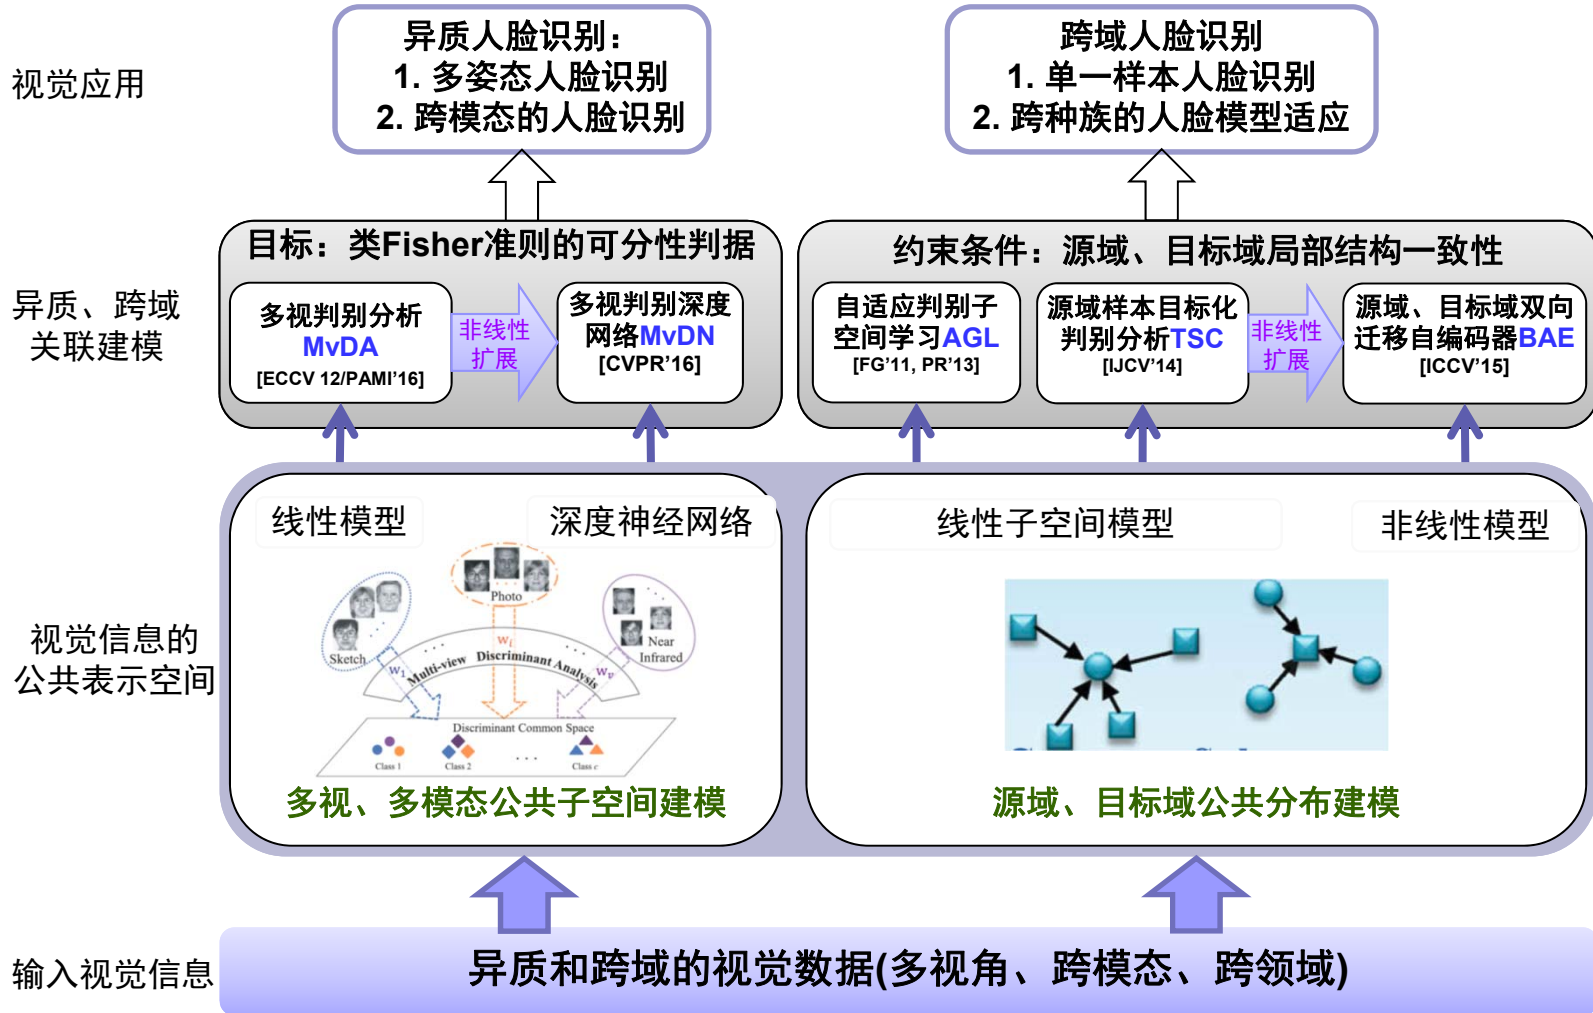 视觉应用
异质人脸识别：
1. 多姿态人脸识别
2. 跨模态的人脸识别
跨域人脸识别
1. 单一样本人脸识别
2. 跨种族的人脸模型适应
异质、跨域
关联建模
目标：类Fisher准则的可分性判据
多视判别分析
MvDA
[ECCV 12/PAMI'16]
非线性
扩展
多视判别深度
网络MvDN
[CVPR'16]
约束条件：源域、目标域局部结构一致性
自适应判别子
空间学习AGL
[FG'11, PR'13]
源域样本目标化
判别分析TSC
[IJCV'14]
非线性
扩展
源域、目标域双向
迁移自编码器BAE
[ICCV'15]
视觉信息的
公共表示空间
线性模型
深度神经网络
Photo
Sketch
Near
Infrared
w1
wi
wv
Multi-view Discriminant Analysis
Discriminant Common Space
Class 1
Class 2
. . .
Class c
多视、多模态公共子空间建模
线性子空间模型
非线性模型
源域、目标域公共分布建模
输入视觉信息
异质和跨域的视觉数据(多视角、跨模态、跨领域)